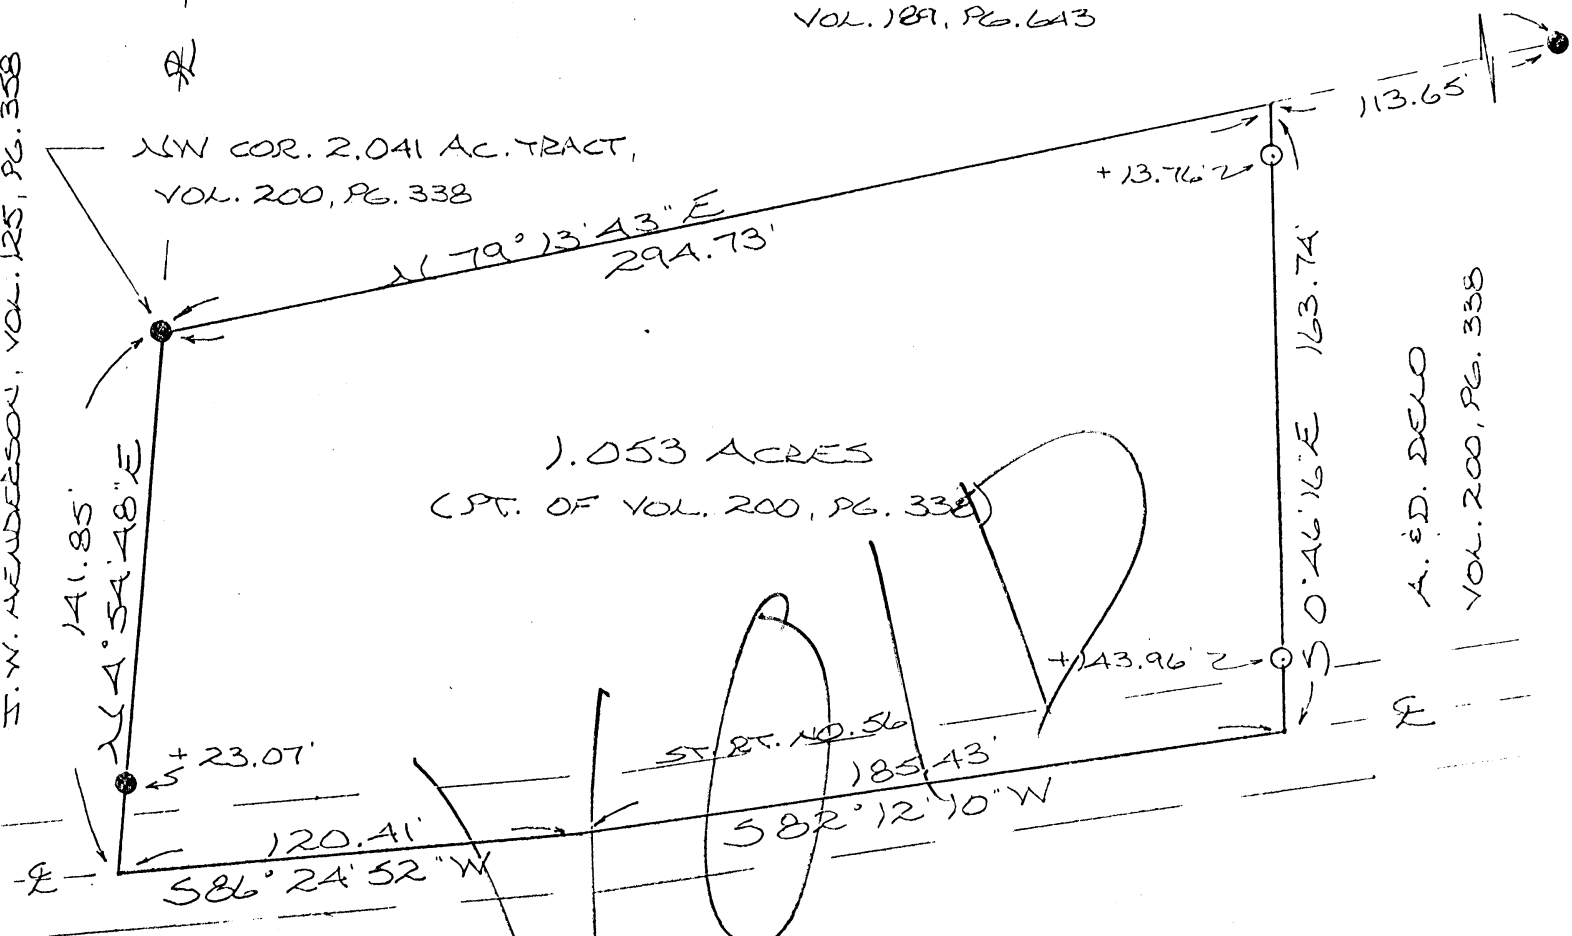 VOL. 189, PG. 643
113.65'
J. W. HENDERSON, VOL. 125, PG. 358
NW COR. 2.041 AC. TRACT,
VOL. 200, PG. 338
+13.76'
N 79° 13' 43" E
294.73'
S 0° 46' 16" E 163.74'
1.053 ACRES
(PT. OF VOL. 200, PG. 338)
A. & D. DELO
VOL. 200, PG. 338
141.85'
N 4° 54' 48" E
+143.96'
ST. RT. NO. 56
+23.07'
185.43'
S 82° 12' 10" W
120.41'
S 86° 24' 52" W
℄
℄
VOID